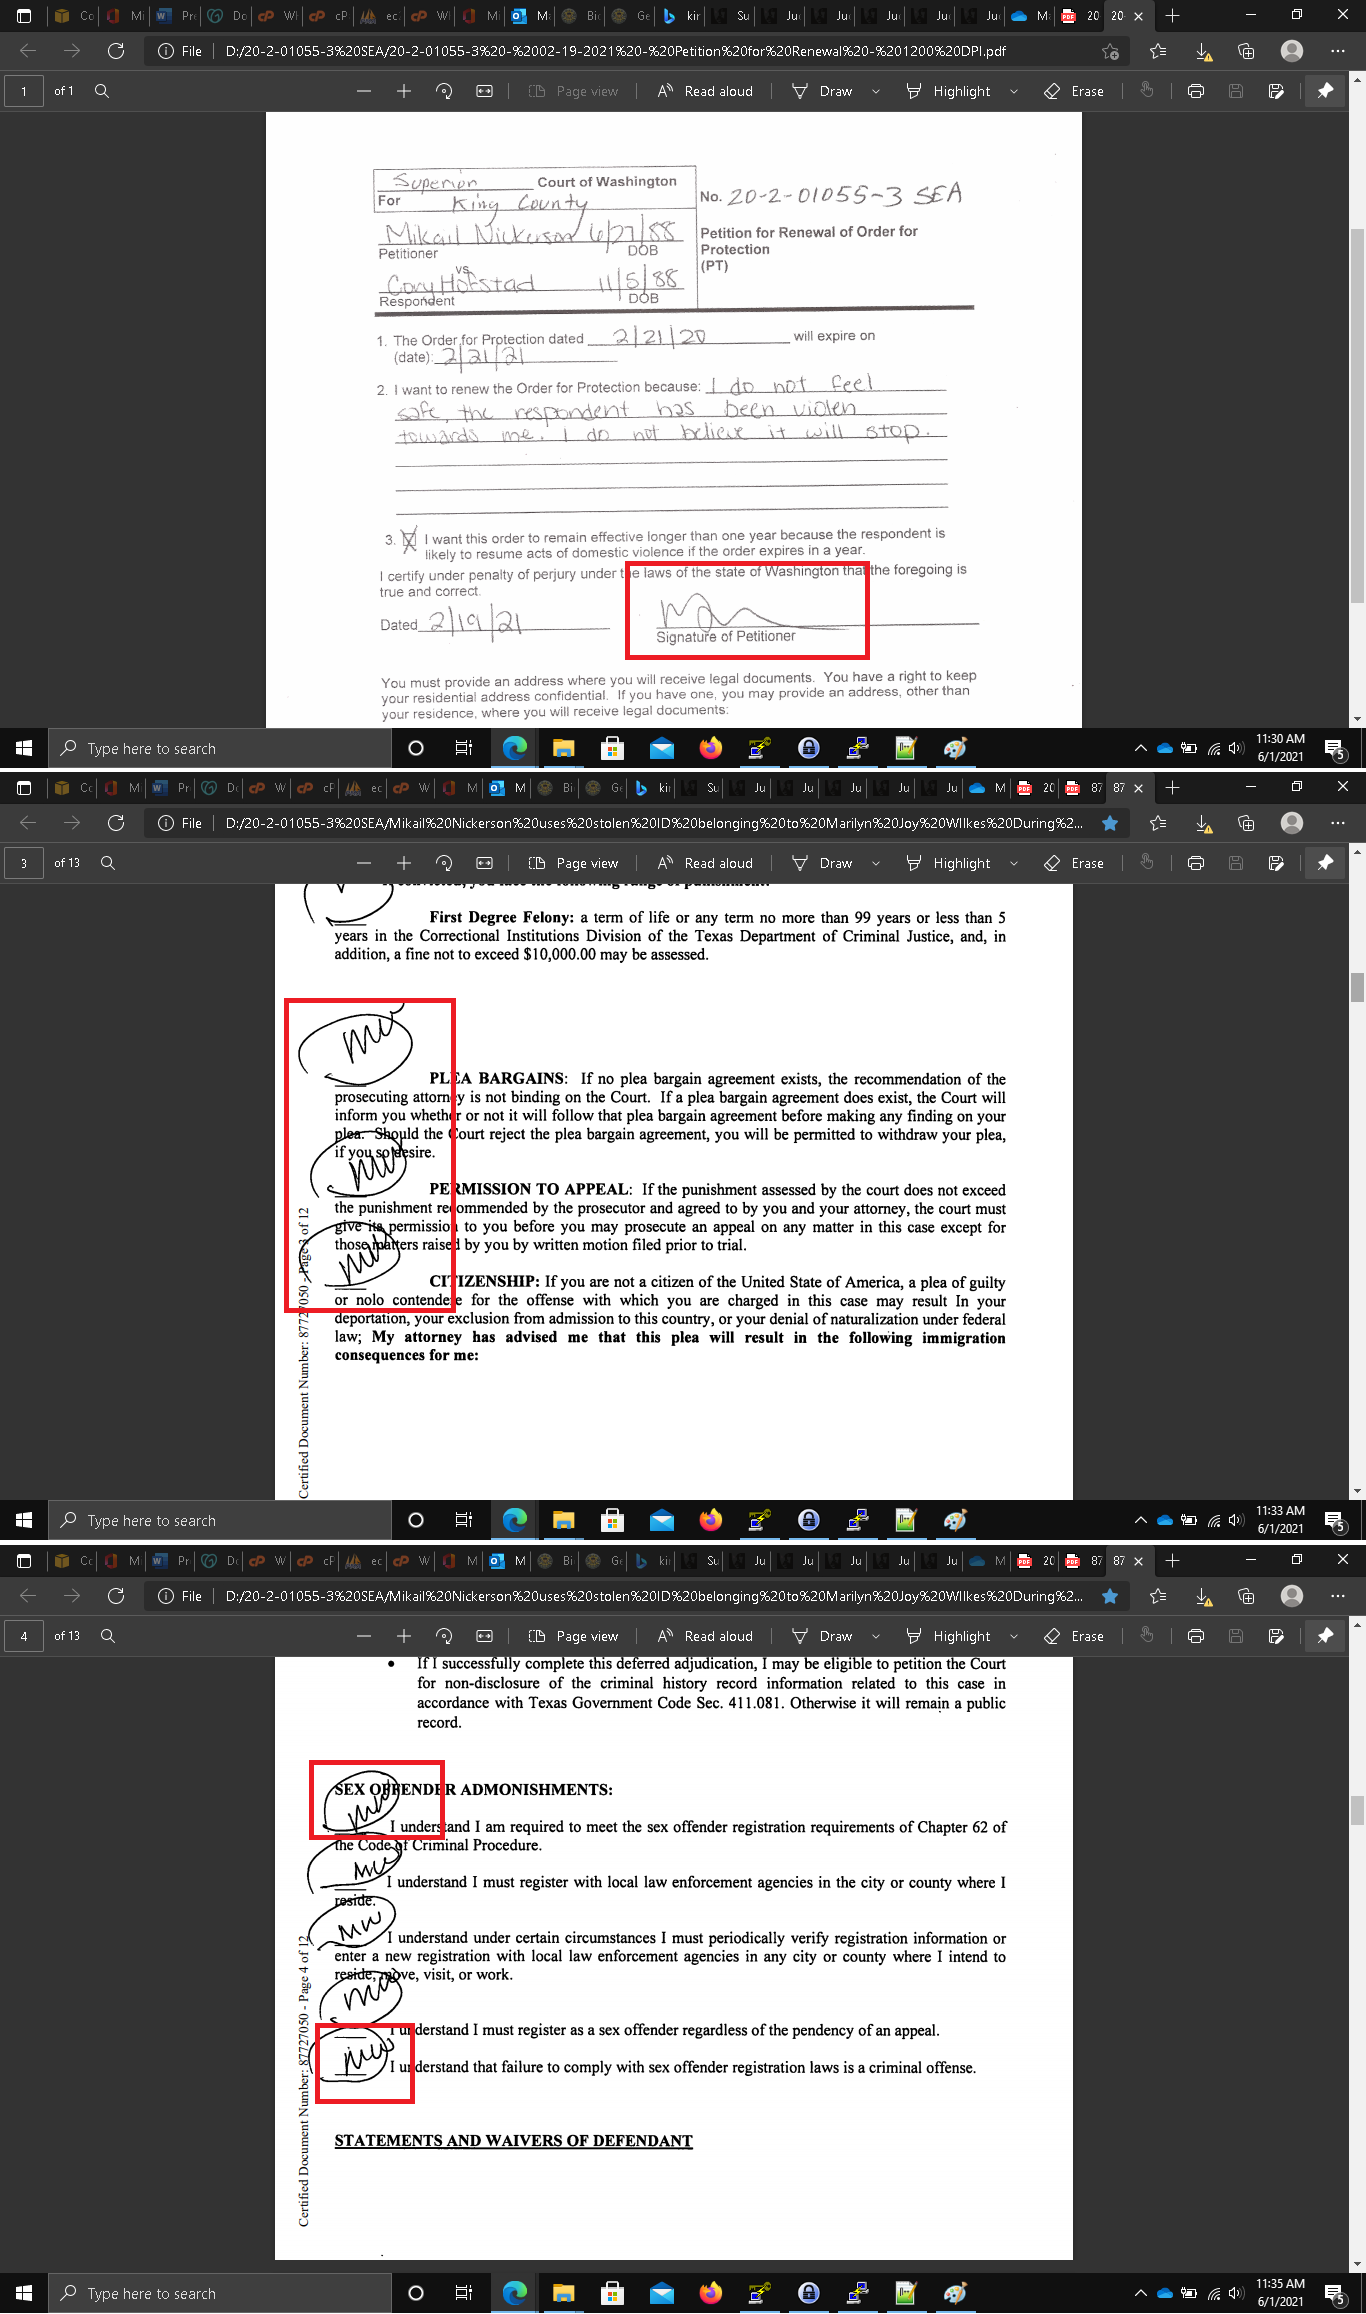 File D:/20-2-01055-3%20SEA/20-2-01055-3%20-%2002-19-2021%20-%20Petition%20for%20Renewal%20-%201200%20DPI.pdf
1 of 1 Page view Read aloud Draw Highlight Erase
Superior Court of Washington
For King County
No. 20-2-01055-3 SEA
Mikail Nickerson 6/27/88
Petitioner DOB
Petition for Renewal of Order for
Protection
(PT)
vs
Cory Hofstad 11/5/88
Respondent DOB
1. The Order for Protection dated 2/21/20 will expire on
(date): 2/21/21
2. I want to renew the Order for Protection because: I do not feel
safe, the respondent has been violen
towards me. I do not believe it will stop.
3. I want this order to remain effective longer than one year because the respondent is
likely to resume acts of domestic violence if the order expires in a year.
I certify under penalty of perjury under the laws of the state of Washington that the foregoing is
true and correct.
Dated 2/19/21
Signature of Petitioner
You must provide an address where you will receive legal documents. You have a right to keep
your residential address confidential. If you have one, you may provide an address, other than
your residence, where you will receive legal documents:
Type here to search
11:30 AM
6/1/2021
5
File D:/20-2-01055-3%20SEA/Mikail%20Nickerson%20uses%20stolen%20ID%20belonging%20to%20Marilyn%20Joy%20WIlkes%20During%2...
3 of 13 Page view Read aloud Draw Highlight Erase
First Degree Felony: a term of life or any term no more than 99 years or less than 5
years in the Correctional Institutions Division of the Texas Department of Criminal Justice, and, in
addition, a fine not to exceed $10,000.00 may be assessed.
MW
PLEA BARGAINS: If no plea bargain agreement exists, the recommendation of the
prosecuting attorney is not binding on the Court. If a plea bargain agreement does exist, the Court will
inform you whether or not it will follow that plea bargain agreement before making any finding on your
plea. Should the Court reject the plea bargain agreement, you will be permitted to withdraw your plea,
if you so desire.
MW
PERMISSION TO APPEAL: If the punishment assessed by the court does not exceed
the punishment recommended by the prosecutor and agreed to by you and your attorney, the court must
give its permission to you before you may prosecute an appeal on any matter in this case except for
those matters raised by you by written motion filed prior to trial.
MW
CITIZENSHIP: If you are not a citizen of the United State of America, a plea of guilty
or nolo contendere for the offense with which you are charged in this case may result In your
deportation, your exclusion from admission to this country, or your denial of naturalization under federal
law; My attorney has advised me that this plea will result in the following immigration
consequences for me:
Certified Document Number: 87727050 - Page 3 of 12
Type here to search
11:33 AM
6/1/2021
5
File D:/20-2-01055-3%20SEA/Mikail%20Nickerson%20uses%20stolen%20ID%20belonging%20to%20Marilyn%20Joy%20WIlkes%20During%2...
4 of 13 Page view Read aloud Draw Highlight Erase
• If I successfully complete this deferred adjudication, I may be eligible to petition the Court
for non-disclosure of the criminal history record information related to this case in
accordance with Texas Government Code Sec. 411.081. Otherwise it will remain a public
record.
SEX OFFENDER ADMONISHMENTS:
MW I understand I am required to meet the sex offender registration requirements of Chapter 62 of
the Code of Criminal Procedure.
MW I understand I must register with local law enforcement agencies in the city or county where I
reside.
MW I understand under certain circumstances I must periodically verify registration information or
enter a new registration with local law enforcement agencies in any city or county where I intend to
reside, move, visit, or work.
MW I understand I must register as a sex offender regardless of the pendency of an appeal.
MW I understand that failure to comply with sex offender registration laws is a criminal offense.
STATEMENTS AND WAIVERS OF DEFENDANT
Certified Document Number: 87727050 - Page 4 of 12
Type here to search
11:35 AM
6/1/2021
5